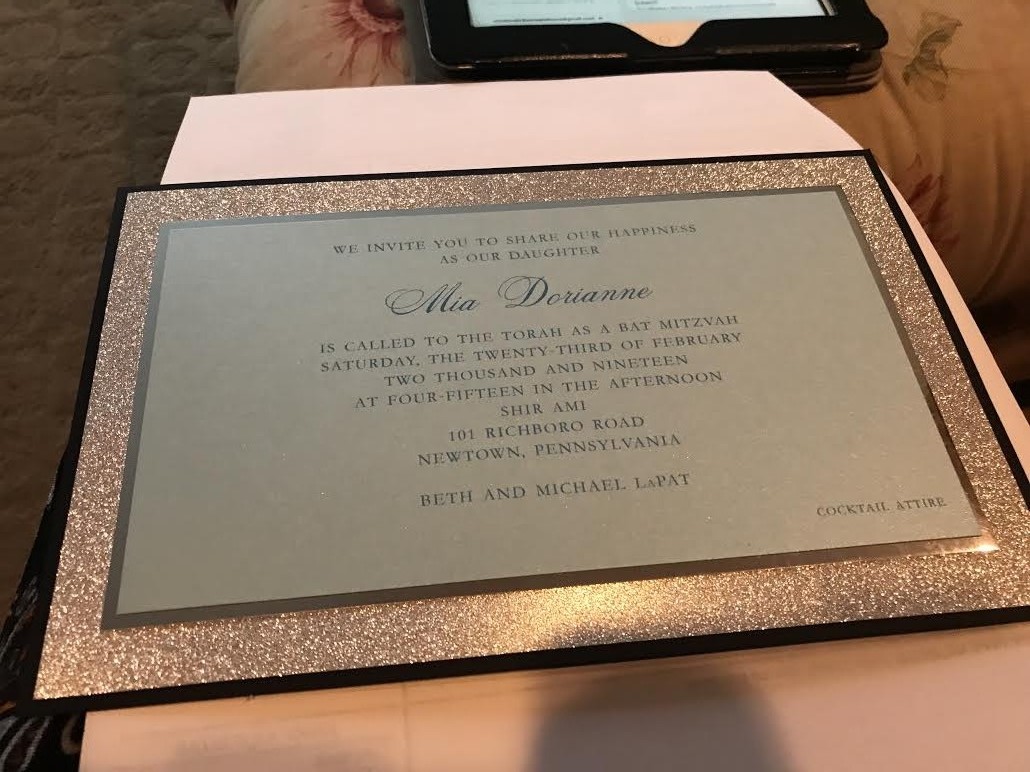 WE INVITE YOU TO SHARE OUR HAPPINESS
AS OUR DAUGHTER
Mia Dorianne
IS CALLED TO THE TORAH AS A BAT MITZVAH
SATURDAY, THE TWENTY-THIRD OF FEBRUARY
TWO THOUSAND AND NINETEEN
AT FOUR-FIFTEEN IN THE AFTERNOON
SHIR AMI
101 RICHBORO ROAD
NEWTOWN, PENNSYLVANIA
BETH AND MICHAEL LAPAT
COCKTAIL ATTIRE